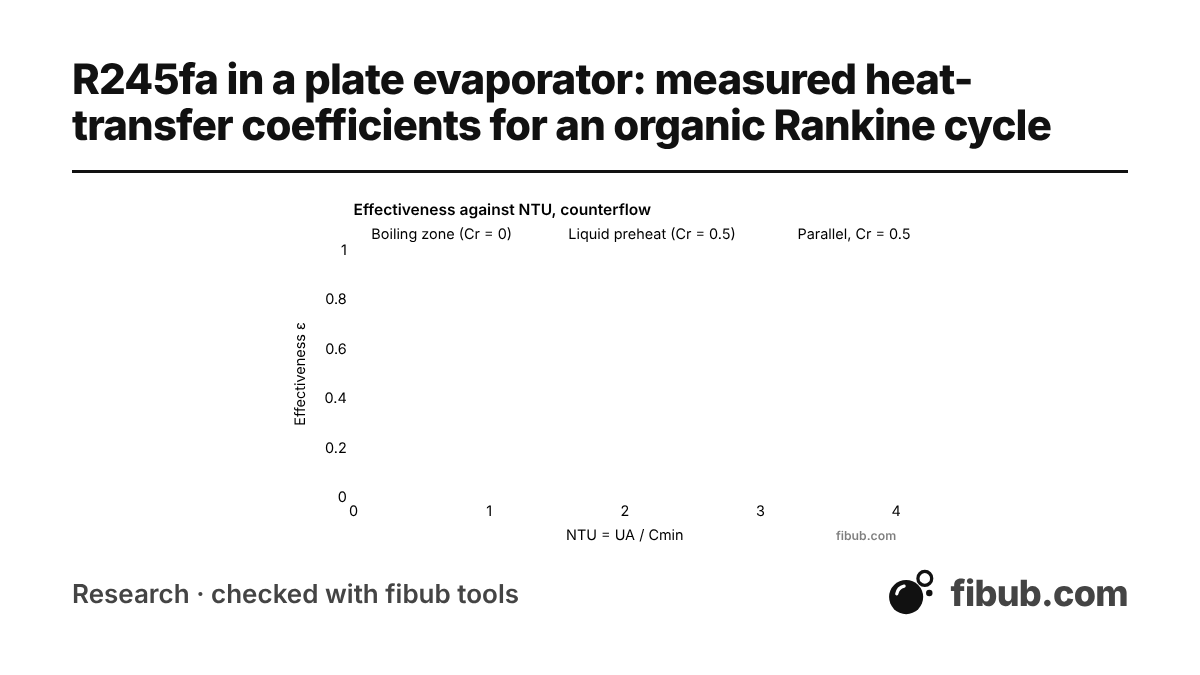 R245fa in a plate evaporator: measured heat-
transfer coefficients for an organic Rankine cycle
Effectiveness against NTU, counterflow
Boiling zone (Cr = 0) Liquid preheat (Cr = 0.5) Parallel, Cr = 0.5
1
0.8
0.6
0.4
0.2
0
Effectiveness ε
0 1 2 3 4
NTU = UA / Cmin
fibub.com
Research · checked with fibub tools
fibub.com